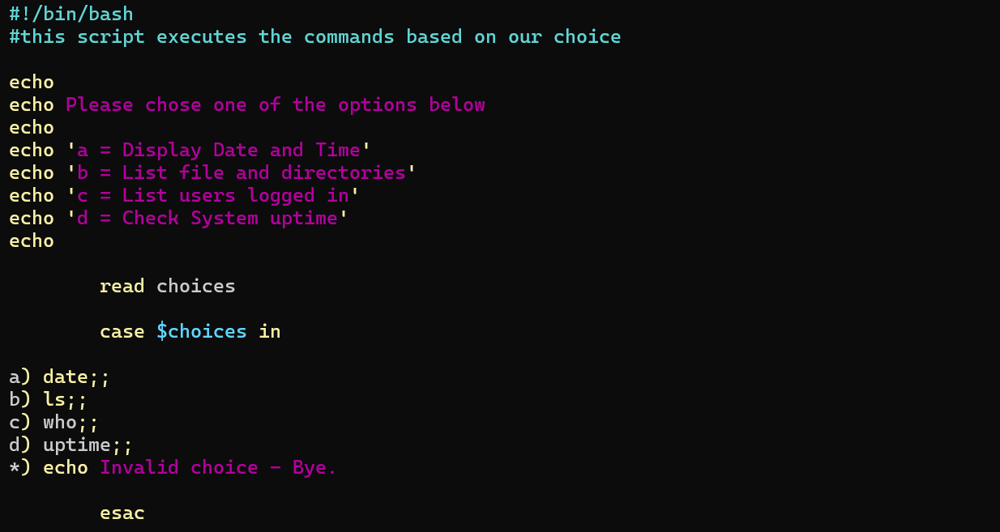 #!/bin/bash
#this script executes the commands based on our choice
echo
echo Please chose one of the options below
echo
echo 'a = Display Date and Time'
echo 'b = List file and directories'
echo 'c = List users logged in'
echo 'd = Check System uptime'
echo
read choices
case $choices in
a) date;;
b) ls;;
c) who;;
d) uptime;;
*) echo Invalid choice - Bye.
esac